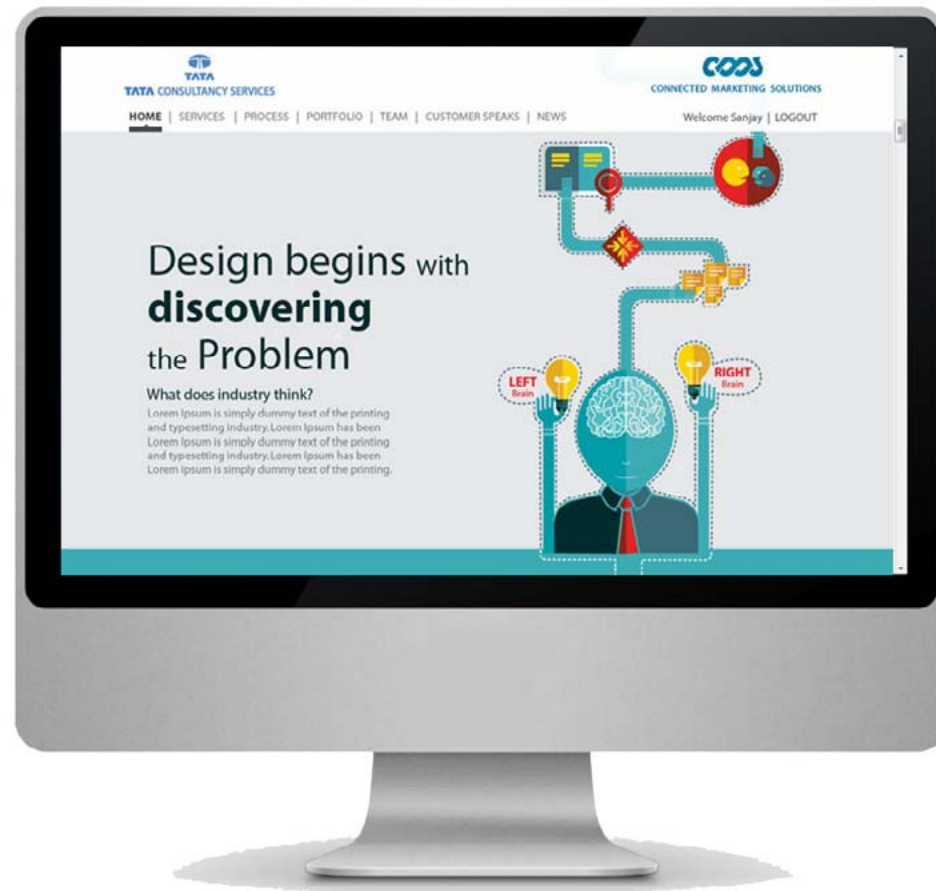 TATA
TATA CONSULTANCY SERVICES
CONNECTED MARKETING SOLUTIONS
HOME | SERVICES | PROCESS | PORTFOLIO | TEAM | CUSTOMER SPEAKS | NEWS
Welcome Sanjay | LOGOUT
Design begins with
discovering
the Problem
What does industry think?
Lorem Ipsum is simply dummy text of the printing
and typesetting industry. Lorem Ipsum has been
Lorem Ipsum is simply dummy text of the printing
and typesetting industry. Lorem Ipsum has been
Lorem Ipsum is simply dummy text of the printing.
LEFT
Brain
RIGHT
Brain